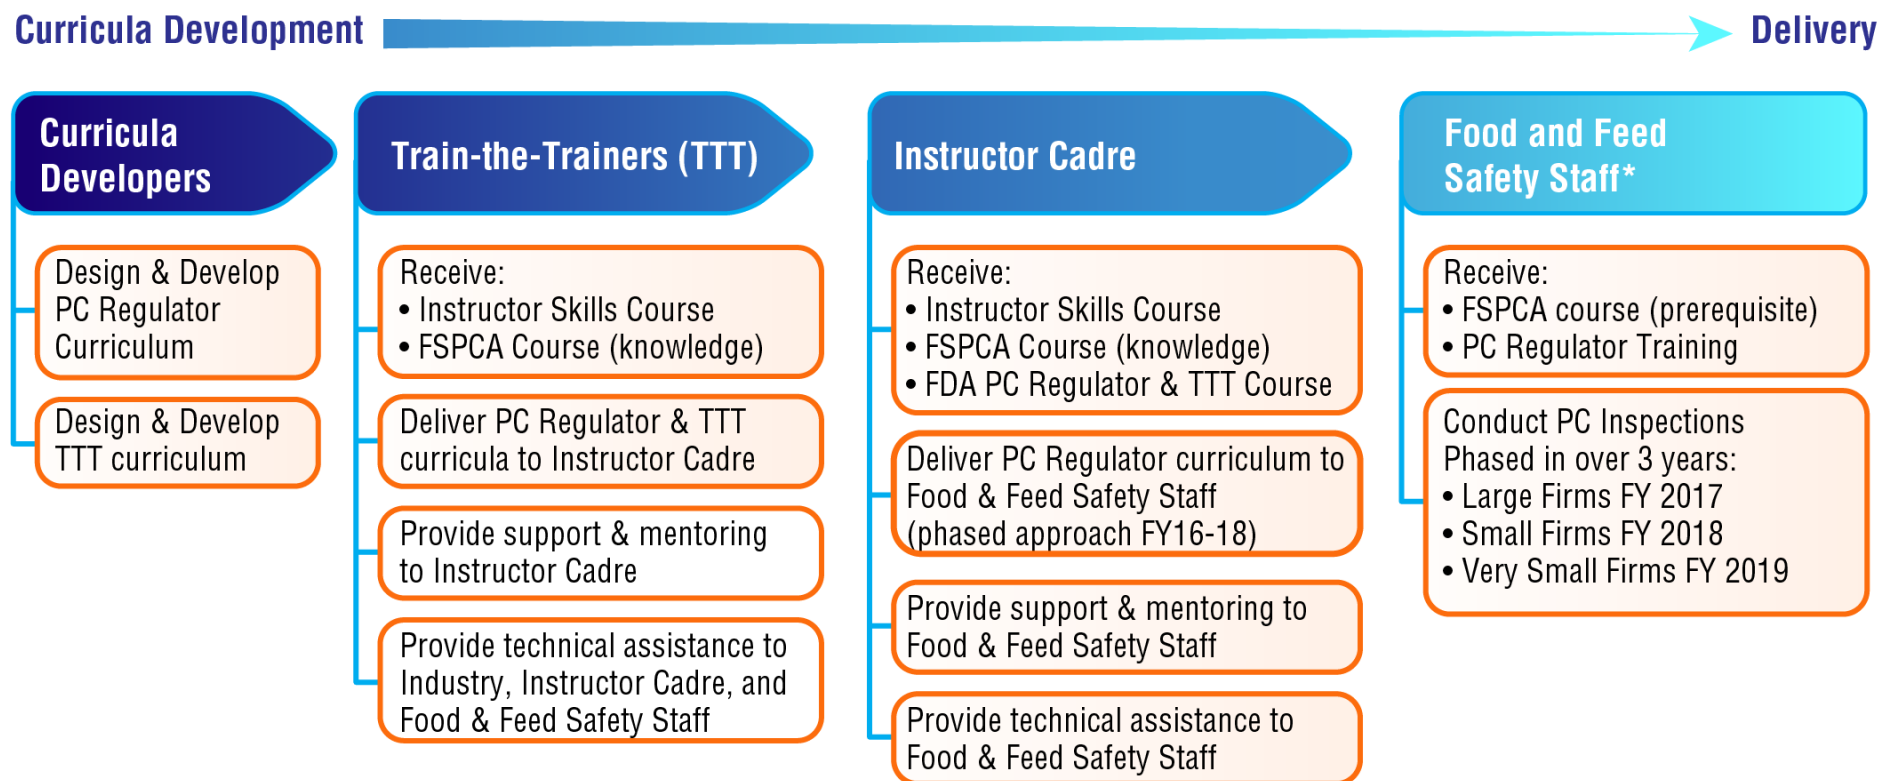 Curricula Development
Delivery
Curricula
Developers
Design & Develop
PC Regulator
Curriculum
Design & Develop
TTT curriculum
Train-the-Trainers (TTT)
Receive:
• Instructor Skills Course
• FSPCA Course (knowledge)
Deliver PC Regulator & TTT
curricula to Instructor Cadre
Provide support & mentoring
to Instructor Cadre
Provide technical assistance to
Industry, Instructor Cadre, and
Food & Feed Safety Staff
Instructor Cadre
Receive:
• Instructor Skills Course
• FSPCA Course (knowledge)
• FDA PC Regulator & TTT Course
Deliver PC Regulator curriculum to
Food & Feed Safety Staff
(phased approach FY16-18)
Provide support & mentoring to
Food & Feed Safety Staff
Provide technical assistance to
Food & Feed Safety Staff
Food and Feed
Safety Staff*
Receive:
• FSPCA course (prerequisite)
• PC Regulator Training
Conduct PC Inspections
Phased in over 3 years:
• Large Firms FY 2017
• Small Firms FY 2018
• Very Small Firms FY 2019